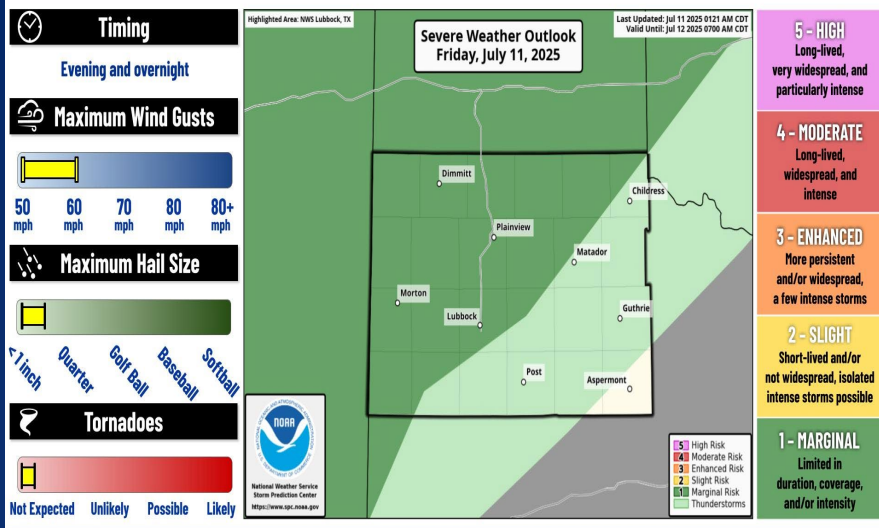 Timing
Evening and overnight
Maximum Wind Gusts
50 60 70 80 80+
mph mph mph mph mph
Maximum Hail Size
< 1 inch Quarter Golf Ball Baseball Softball
Tornadoes
Not Expected Unlikely Possible Likely
Highlighted Area: NWS Lubbock, TX
Severe Weather Outlook
Friday, July 11, 2025
Last Updated: Jul 11 2025 0121 AM CDT
Valid Until: Jul 12 2025 0700 AM CDT
Dimmitt
Childress
Plainview
Matador
Morton
Lubbock
Guthrie
Post
Aspermont
NOAA
National Weather Service
Storm Prediction Center
https://www.spc.noaa.gov
5 High Risk
4 Moderate Risk
3 Enhanced Risk
2 Slight Risk
1 Marginal Risk
Thunderstorms
5 - HIGH
Long-lived,
very widespread, and
particularly intense
4 - MODERATE
Long-lived,
widespread, and
intense
3 - ENHANCED
More persistent
and/or widespread,
a few intense storms
2 - SLIGHT
Short-lived and/or
not widespread, isolated
intense storms possible
1 - MARGINAL
Limited in
duration, coverage,
and/or intensity